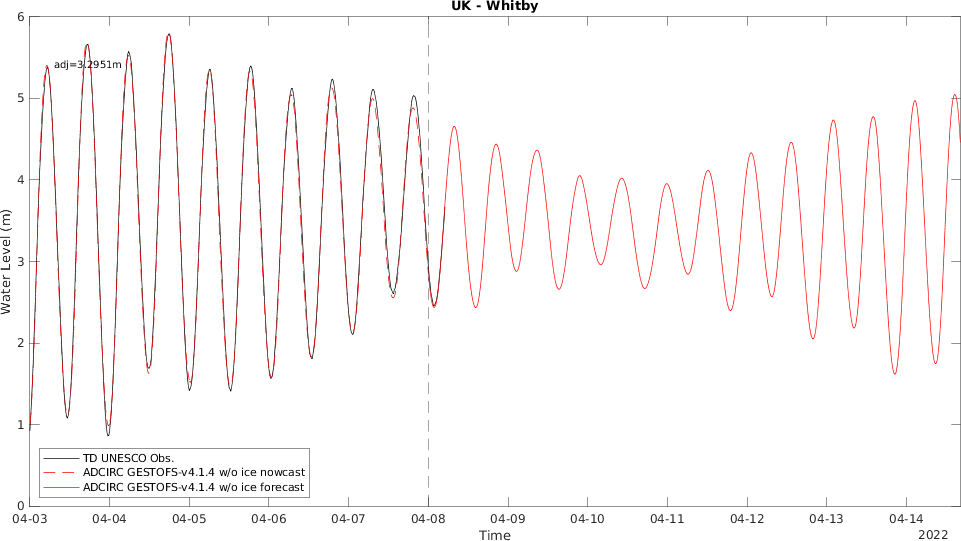 UK - Whitby
6
adj=3.2951m
5
4
3
2
1
0
Water Level (m)
TD UNESCO Obs.
ADCIRC GESTOFS-v4.1.4 w/o ice nowcast
ADCIRC GESTOFS-v4.1.4 w/o ice forecast
04-03 04-04 04-05 04-06 04-07 04-08 04-09 04-10 04-11 04-12 04-13 04-14
Time
2022